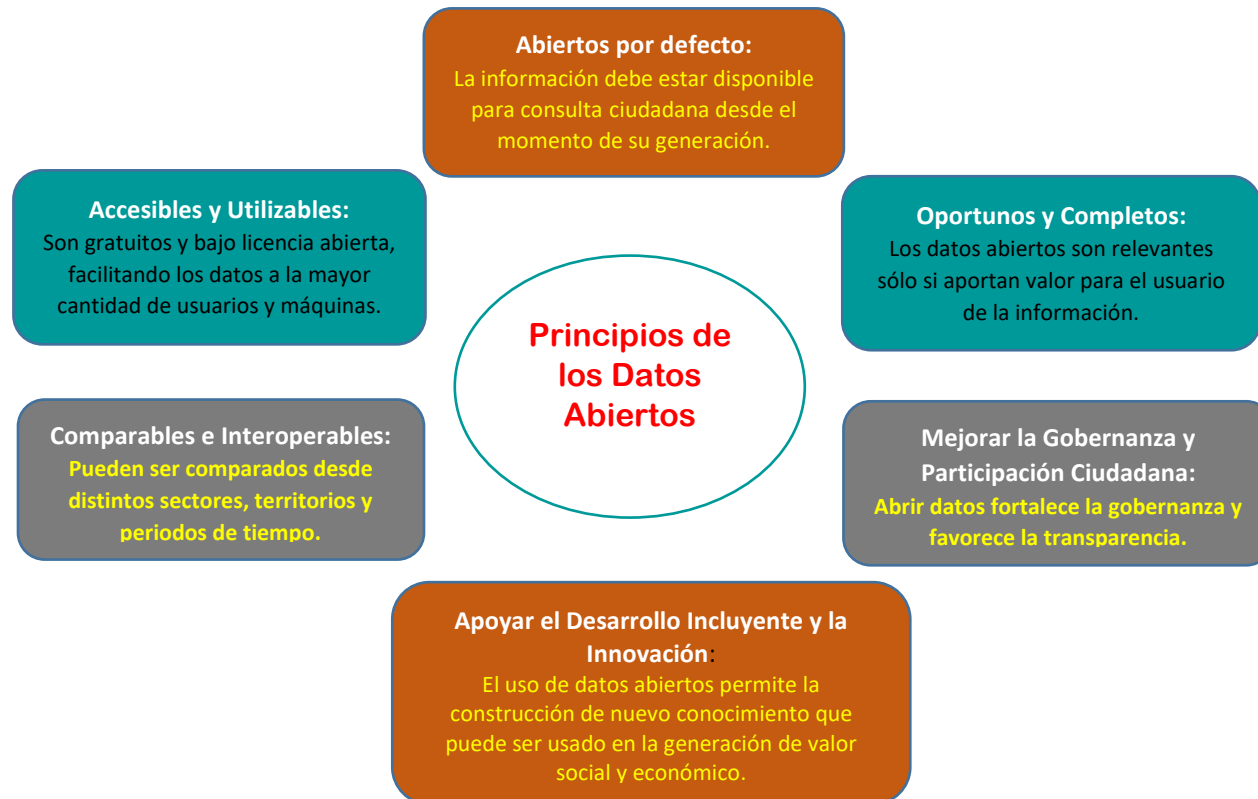 Abiertos por defecto:
La información debe estar disponible
para consulta ciudadana desde el
momento de su generación.
Accesibles y Utilizables:
Son gratuitos y bajo licencia abierta,
facilitando los datos a la mayor
cantidad de usuarios y máquinas.
Oportunos y Completos:
Los datos abiertos son relevantes
sólo si aportan valor para el usuario
de la información.
Principios de
los Datos
Abiertos
Comparables e Interoperables:
Pueden ser comparados desde
distintos sectores, territorios y
periodos de tiempo.
Mejorar la Gobernanza y
Participación Ciudadana:
Abrir datos fortalece la gobernanza y
favorece la transparencia.
Apoyar el Desarrollo Incluyente y la
Innovación:
El uso de datos abiertos permite la
construcción de nuevo conocimiento que
puede ser usado en la generación de valor
social y económico.